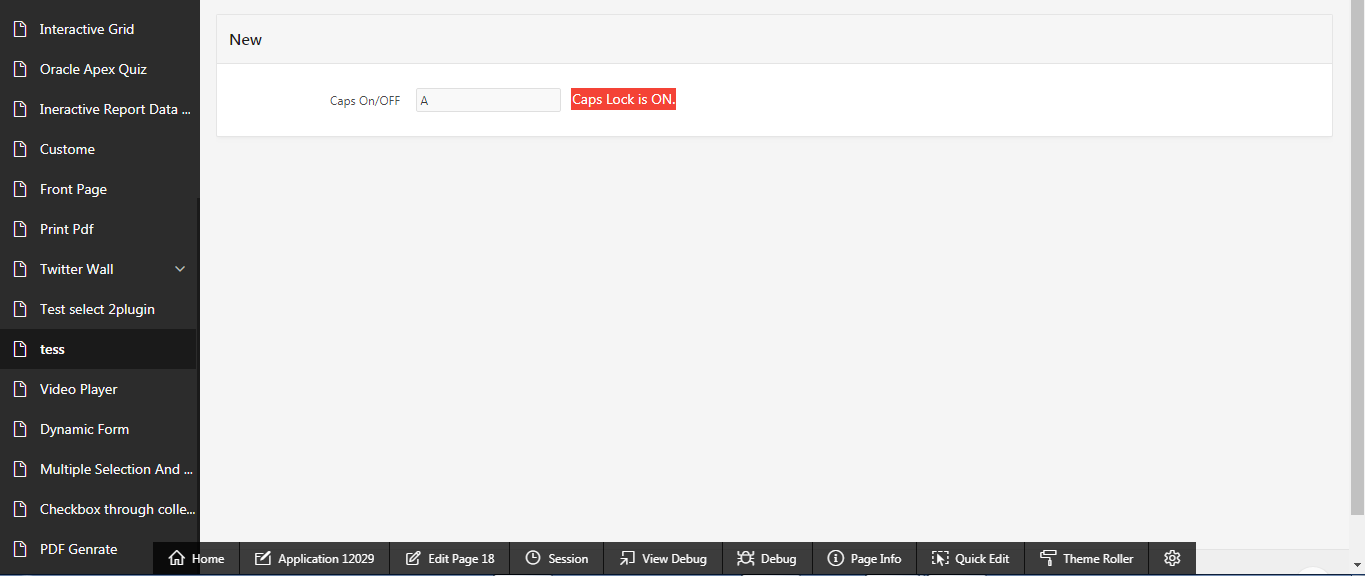 Interactive Grid
Oracle Apex Quiz
Ineractive Report Data ...
Custome
Front Page
Print Pdf
Twitter Wall
Test select 2plugin
tess
Video Player
Dynamic Form
Multiple Selection And ...
Checkbox through colle...
PDF Genrate
New
Caps On/OFF A Caps Lock is ON.
Home Application 12029 Edit Page 18 Session View Debug Debug Page Info Quick Edit Theme Roller